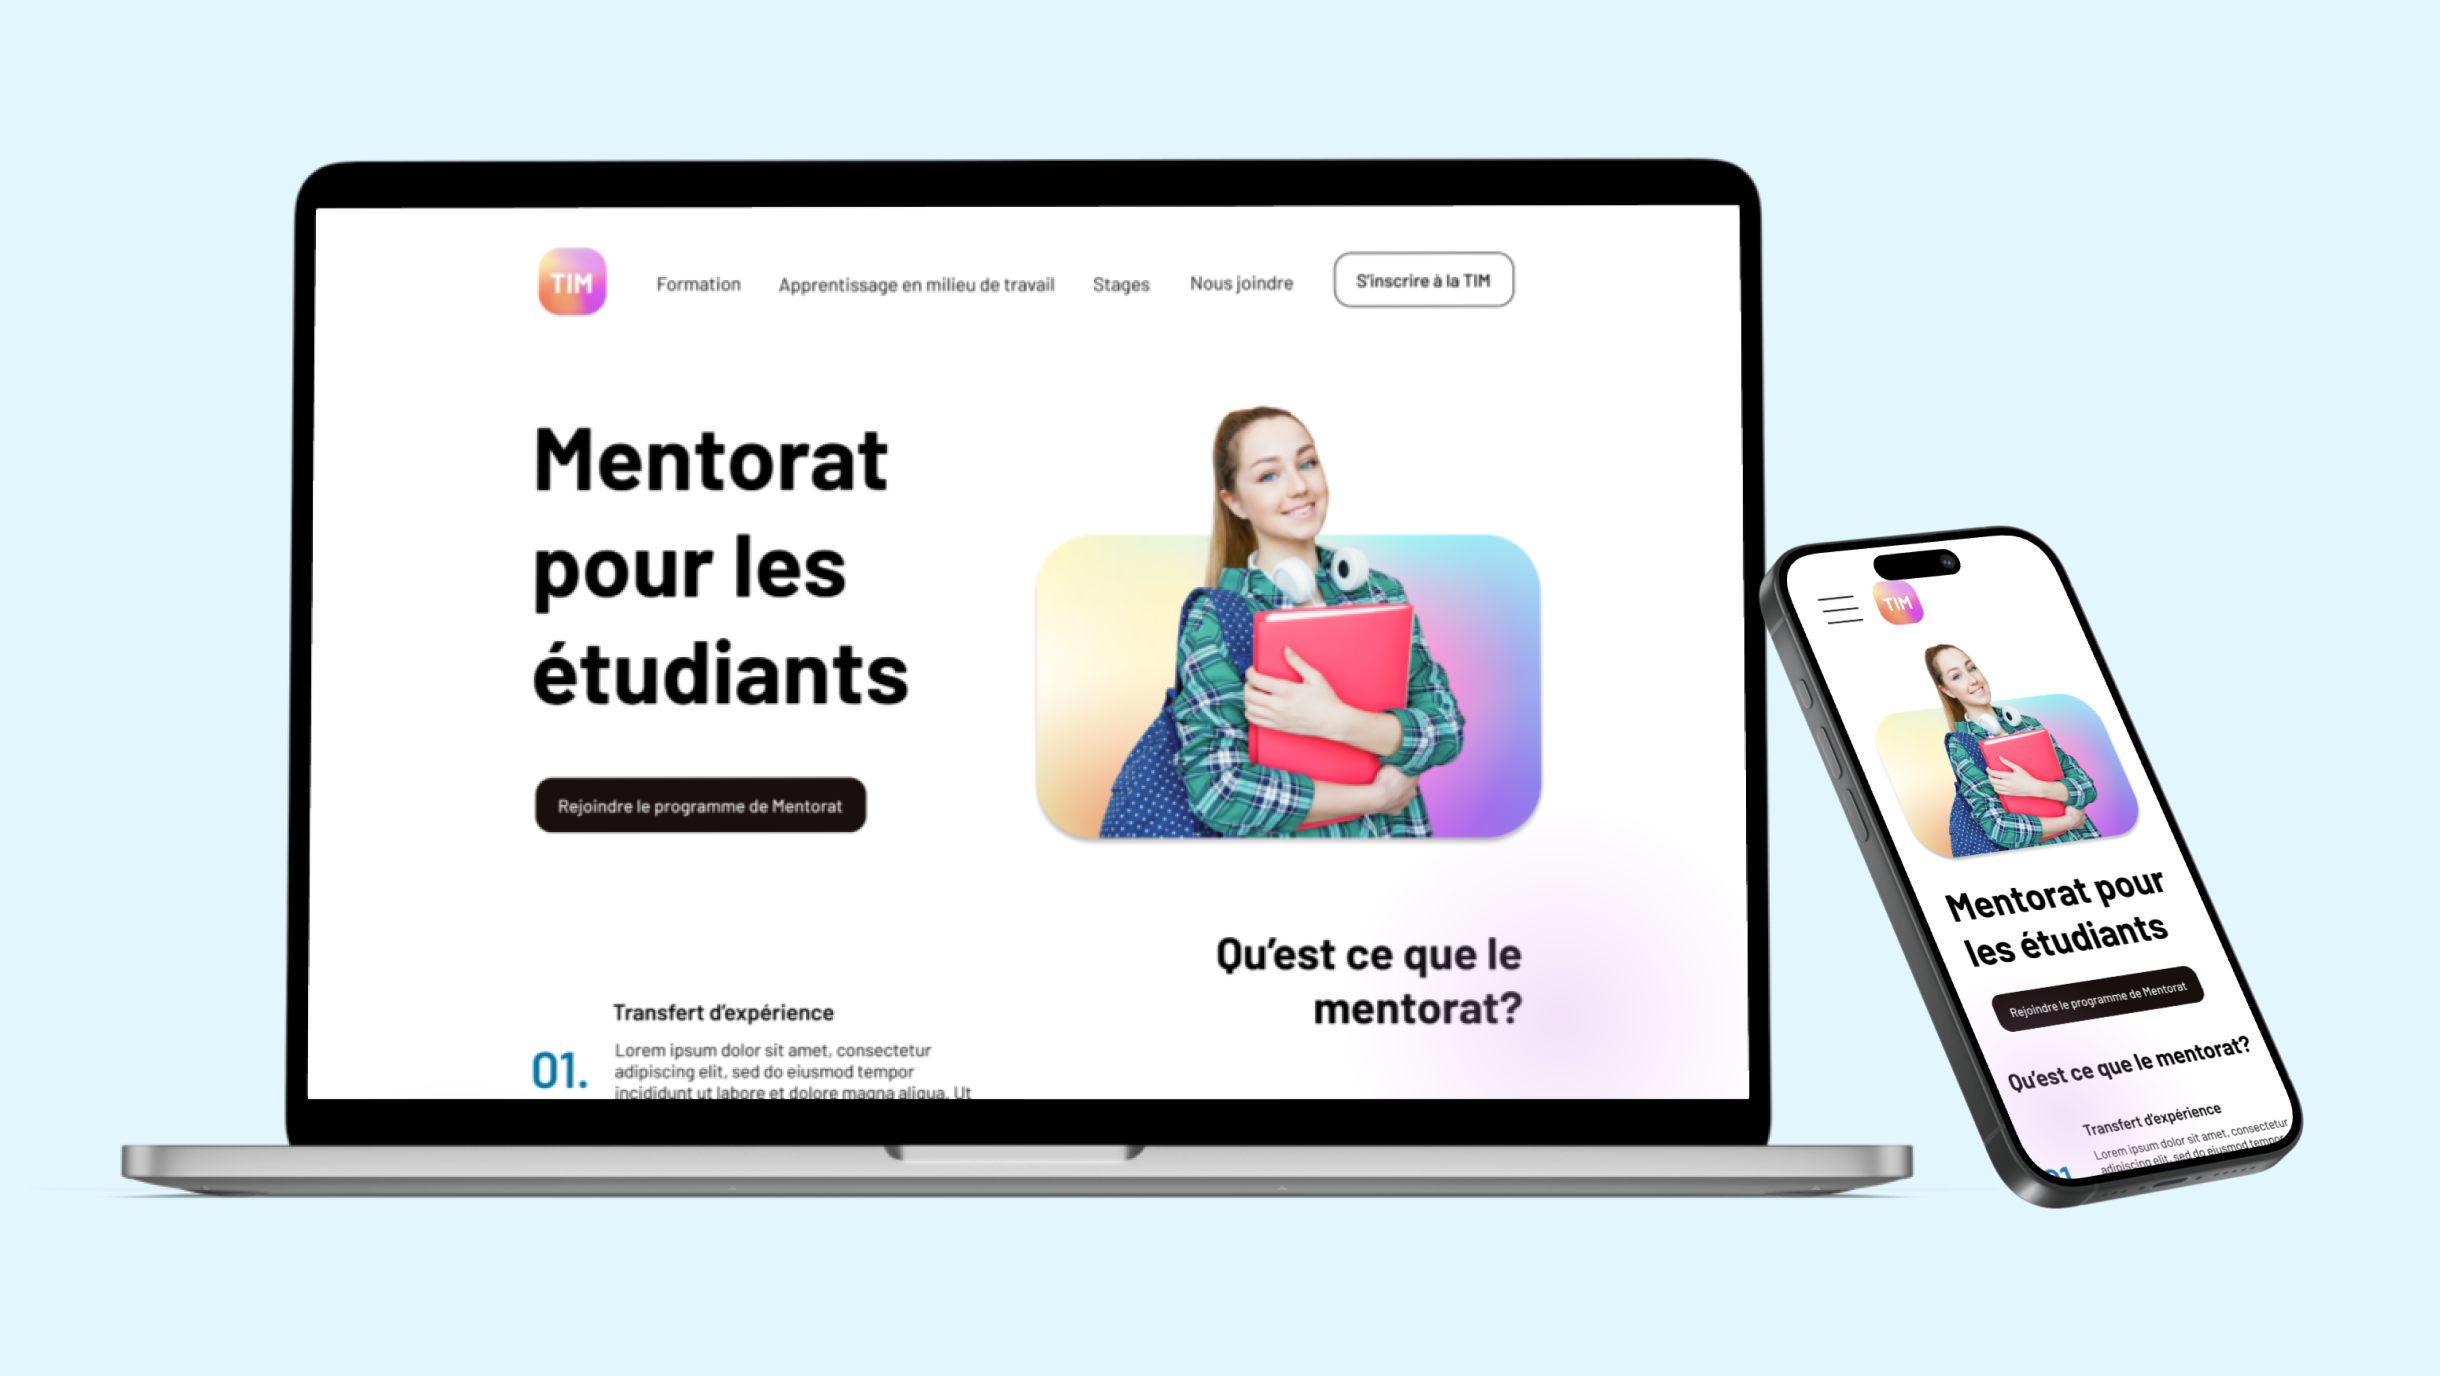 TIM
Formation
Apprentissage en milieu de travail
Stages
Nous joindre
S'inscrire à la TIM
Mentorat
pour les
étudiants
Rejoindre le programme de Mentorat
Qu'est ce que le
mentorat?
Transfert d'expérience
01.
Lorem ipsum dolor sit amet, consectetur
adipiscing elit, sed do eiusmod tempor
incididunt ut labore et dolore magna aliqua. Ut
TIM
Mentorat pour
les étudiants
Rejoindre le programme de Mentorat
Qu'est ce que le mentorat?
Transfert d'expérience
01
Lorem ipsum dolor sit amet, consectetur
adipiscing elit, sed do eiusmod tempor